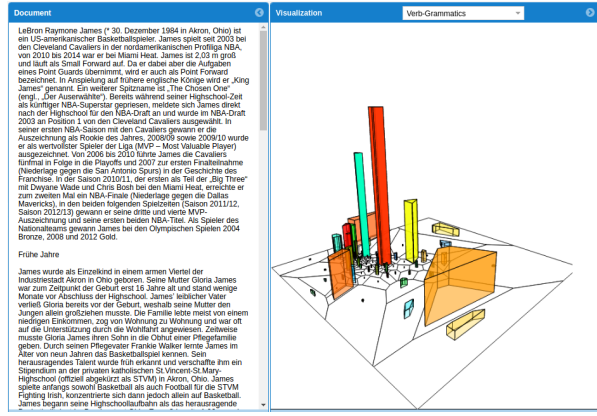 Document
Visualization
Verb-Grammatics
LeBron Raymone James (* 30. Dezember 1984 in Akron, Ohio) ist
ein US-amerikanischer Basketballspieler. James spielt seit 2003 bei
den Cleveland Cavaliers in der nordamerikanischen Profiliga NBA,
von 2010 bis 2014 war er bei Miami Heat. James ist 2,03 m groß
und läuft als Small Forward auf. Da er dabei aber die Aufgaben
eines Point Guards übernimmt, wird er auch als Point Forward
bezeichnet. In Anspielung auf frühere englische Könige wird er „King
James“ genannt. Ein weiterer Spitzname ist „The Chosen One“
(engl., „Der Auserwählte“). Bereits während seiner Highschool-Zeit
als künftiger NBA-Superstar gepriesen, meldete sich James direkt
nach der Highschool für den NBA-Draft an und wurde im NBA-Draft
2003 an Position 1 von den Cleveland Cavaliers ausgewählt. In
seiner ersten NBA-Saison mit den Cavaliers gewann er die
Auszeichnung als Rookie des Jahres, 2008/09 sowie 2009/10 wurde
er als wertvollster Spieler der Liga (MVP – Most Valuable Player)
ausgezeichnet. Von 2006 bis 2010 führte James die Cavaliers
fünfmal in Folge in die Playoffs und 2007 zur ersten Finalteilnahme
(Niederlage gegen die San Antonio Spurs) in der Geschichte des
Franchise. In der Saison 2010/11, der ersten als Teil der „Big Three“
mit Dwyane Wade und Chris Bosh bei den Miami Heat, erreichte er
zum zweiten Mal ein NBA-Finale (Niederlage gegen die Dallas
Mavericks), in den beiden folgenden Spielzeiten (Saison 2011/12,
Saison 2012/13) gewann er seine dritte und vierte MVP-
Auszeichnung und seine ersten beiden NBA-Titel. Als Spieler des
Nationalteams gewann James bei den Olympischen Spielen 2004
Bronze, 2008 und 2012 Gold.
Frühe Jahre
James wurde als Einzelkind in einem armen Viertel der
Industriestadt Akron in Ohio geboren. Seine Mutter Gloria James
war zum Zeitpunkt der Geburt erst 16 Jahre alt und stand wenige
Monate vor Abschluss der Highschool. James' leiblicher Vater
verließ Gloria bereits vor der Geburt, weshalb seine Mutter den
Jungen allein großziehen musste. Die Familie lebte meist von einem
niedrigen Einkommen, zog von Wohnung zu Wohnung und war oft
auf die Unterstützung durch die Wohlfahrt angewiesen. Zeitweise
musste Gloria James ihren Sohn in die Obhut einer Pflegefamilie
geben. Durch seinen Pflegevater Frankie Walker lernte James im
Alter von neun Jahren das Basketballspiel kennen. Sein
herausragendes Talent wurde früh erkannt und verschaffte ihm ein
Stipendium an der privaten katholischen St.Vincent-St.Mary-
Highschool (offiziell abgekürzt als STVM) in Akron, Ohio. James
spielte anfangs sowohl Basketball als auch Football für die STVM
Fighting Irish, konzentrierte sich dann jedoch allein auf Basketball.
James begann seine Highschoollaufbahn als das herausragende